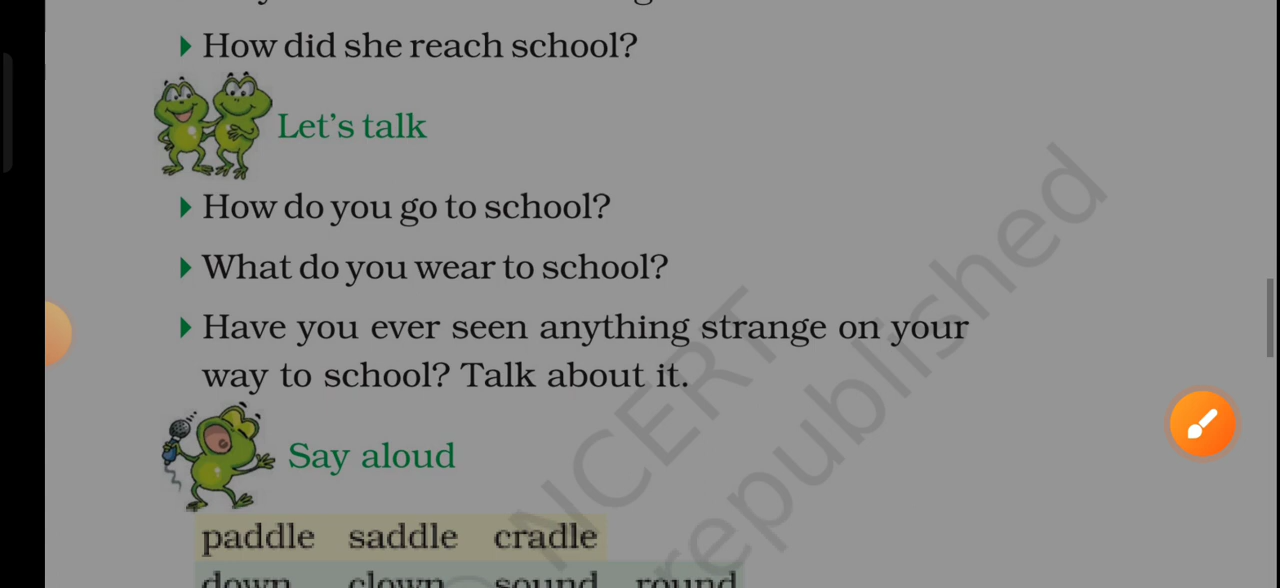 How did she reach school?
Let's talk
How do you go to school?
What do you wear to school?
Have you ever seen anything strange on your
way to school? Talk about it.
Say aloud
paddle saddle cradle
down clown sound round
NCERT
republished